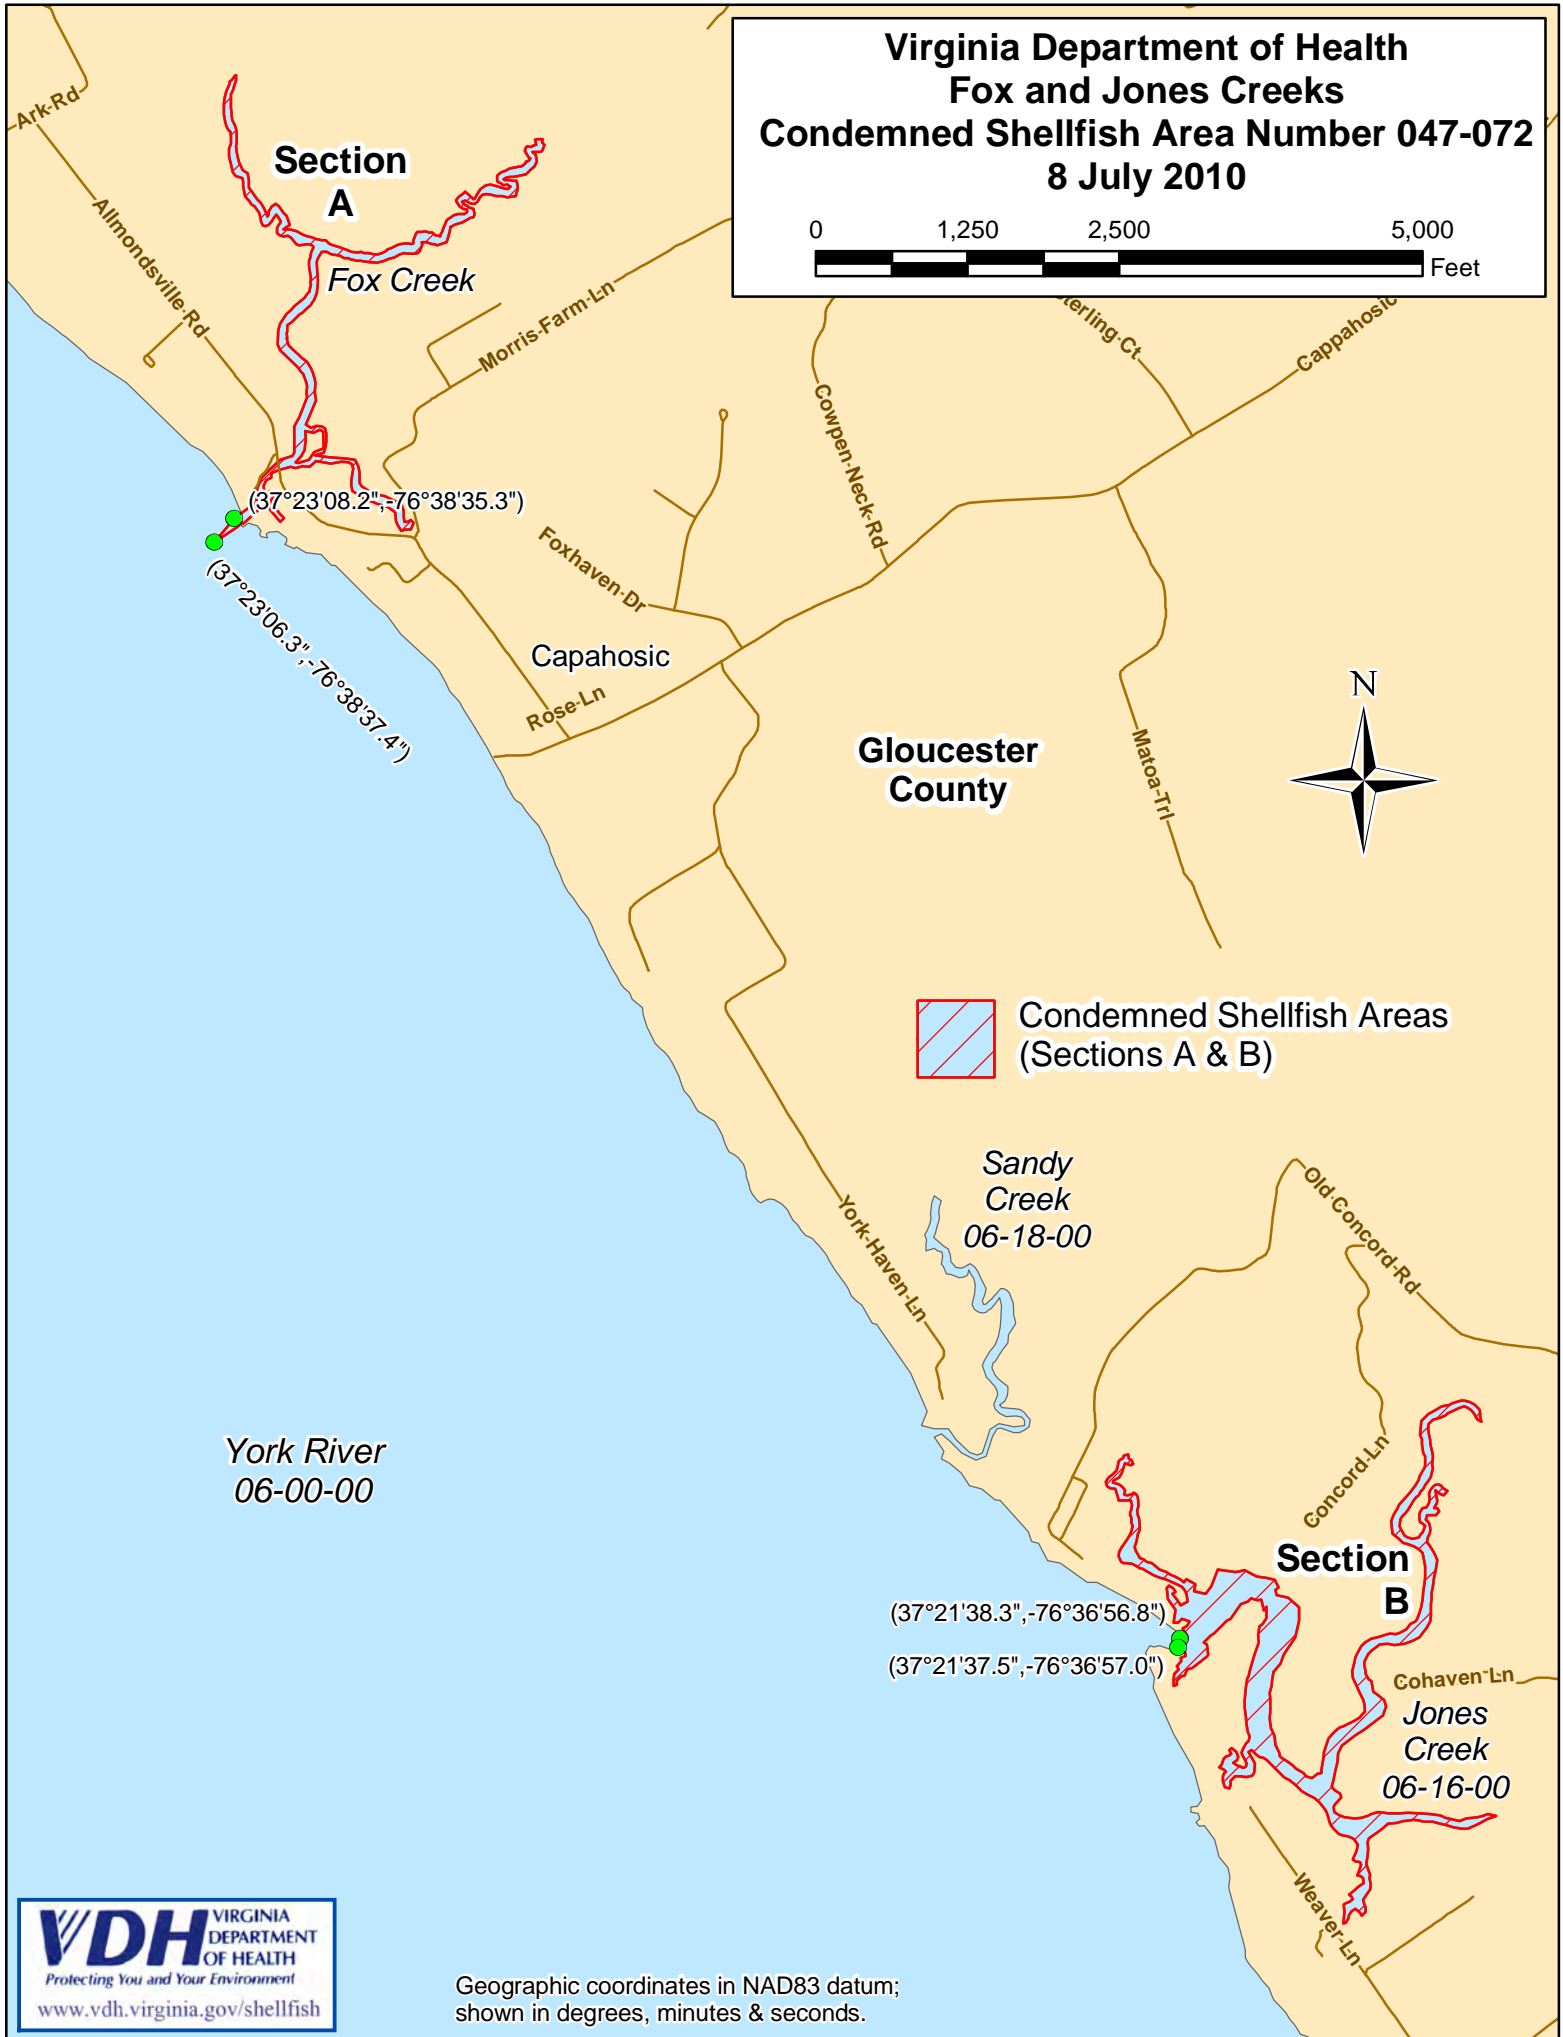 Virginia Department of Health
Fox and Jones Creeks
Condemned Shellfish Area Number 047-072
8 July 2010
0 1,250 2,500 5,000
Feet
Ark Rd
Section
A
Allmondsville Rd
Fox Creek
Morris Farm Ln
Sterling Ct
Cappahosic
Cowpen Neck Rd
(37°23'08.2",-76°38'35.3")
(37°23'06.3",-76°38'37.4")
Foxhaven Dr
Capahosic
Rose Ln
N
Gloucester
County
Matoa Trl
Condemned Shellfish Areas
(Sections A & B)
Sandy
Creek
06-18-00
Old Concord Rd
York Haven Ln
York River
06-00-00
Concord Ln
Section
B
(37°21'38.3",-76°36'56.8")
(37°21'37.5",-76°36'57.0")
Cohaven Ln
Jones
Creek
06-16-00
Weaver Ln
VDH VIRGINIA
DEPARTMENT
OF HEALTH
Protecting You and Your Environment
www.vdh.virginia.gov/shellfish
Geographic coordinates in NAD83 datum;
shown in degrees, minutes & seconds.